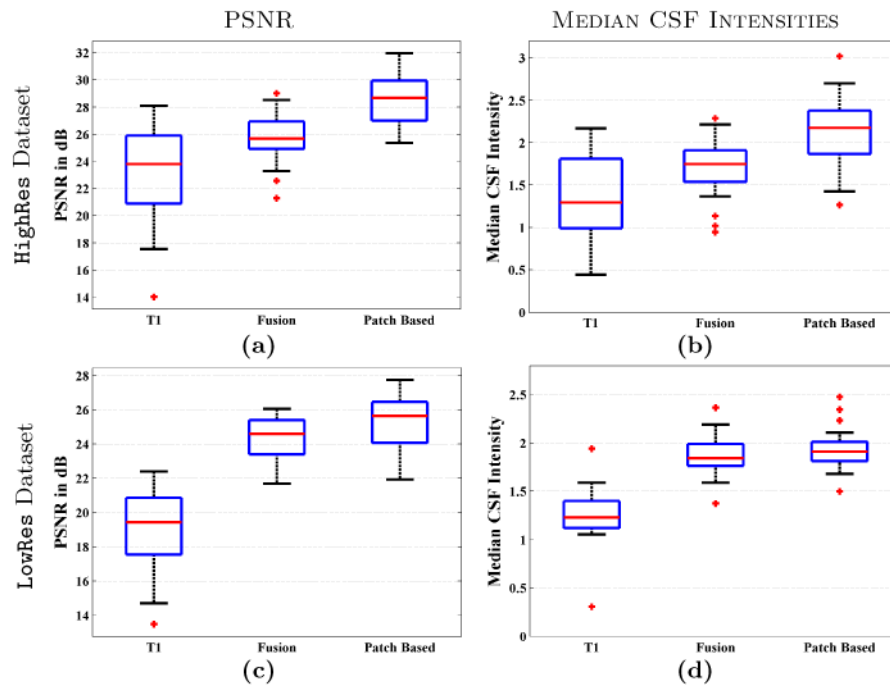 PSNR
MEDIAN CSF INTENSITIES
HighRes Dataset
PSNR in dB
32
30
28
26
24
22
20
18
16
14
T1 Fusion Patch Based
(a)
Median CSF Intensity
3
2.5
2
1.5
1
0.5
0
T1 Fusion Patch Based
(b)
LowRes Dataset
PSNR in dB
28
26
24
22
20
18
16
14
T1 Fusion Patch Based
(c)
Median CSF Intensity
2.5
2
1.5
1
0.5
0
T1 Fusion Patch Based
(d)